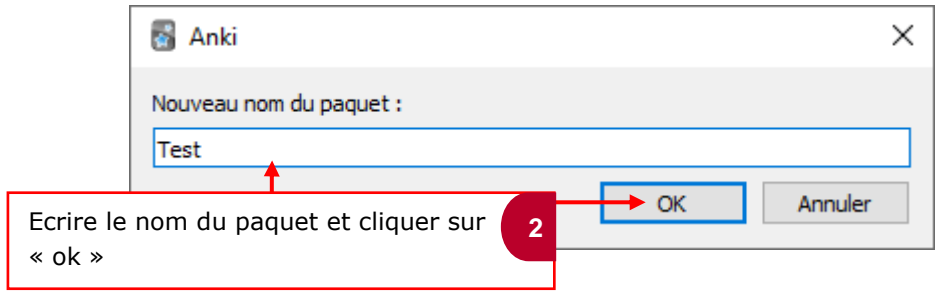 Anki
Nouveau nom du paquet :
Test
OK
Annuler
Ecrire le nom du paquet et cliquer sur
« ok »
2